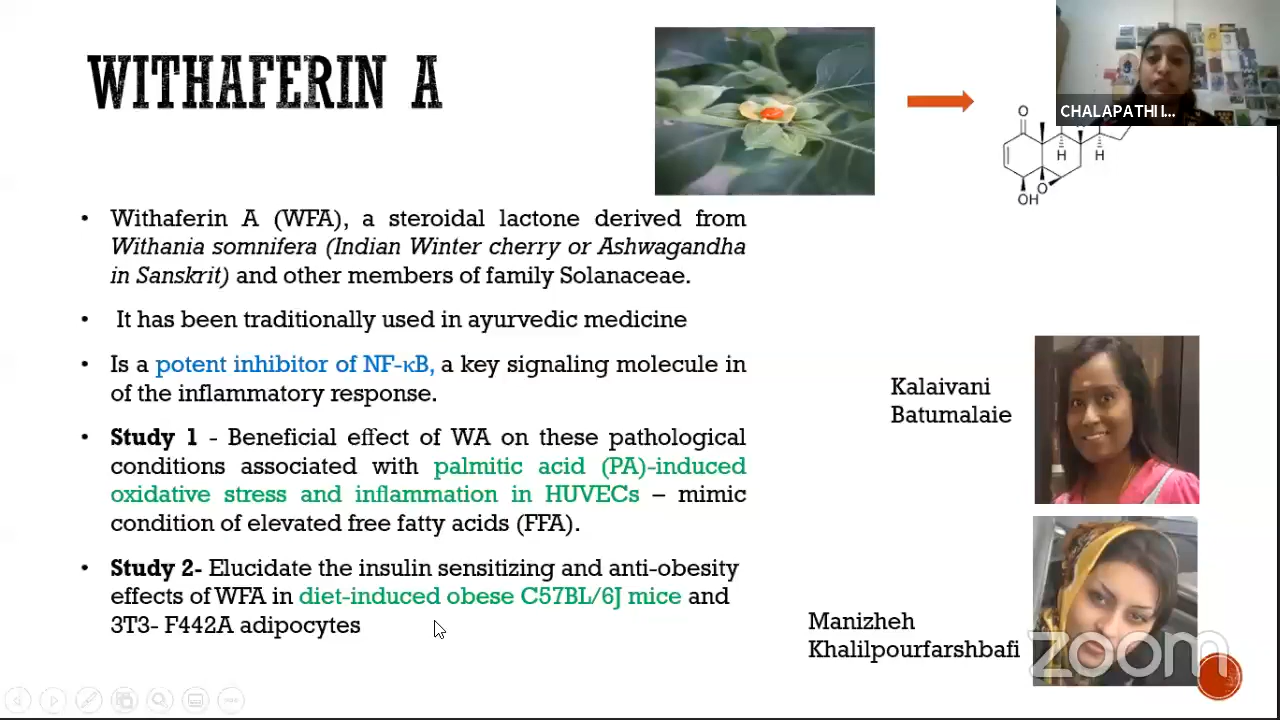 WITHAFERIN A
CHALAPATHI I...
O
H
H
O
OH
• Withaferin A (WFA), a steroidal lactone derived from
Withania somnifera (Indian Winter cherry or Ashwagandha
in Sanskrit) and other members of family Solanaceae.
• It has been traditionally used in ayurvedic medicine
• Is a potent inhibitor of NF-κB, a key signaling molecule in
of the inflammatory response.
• Study 1 - Beneficial effect of WA on these pathological
conditions associated with palmitic acid (PA)-induced
oxidative stress and inflammation in HUVECs – mimic
condition of elevated free fatty acids (FFA).
• Study 2- Elucidate the insulin sensitizing and anti-obesity
effects of WFA in diet-induced obese C57BL/6J mice and
3T3- F442A adipocytes
Kalaivani
Batumalaie
Manizheh
Khalilpourfarshbafi
zoom